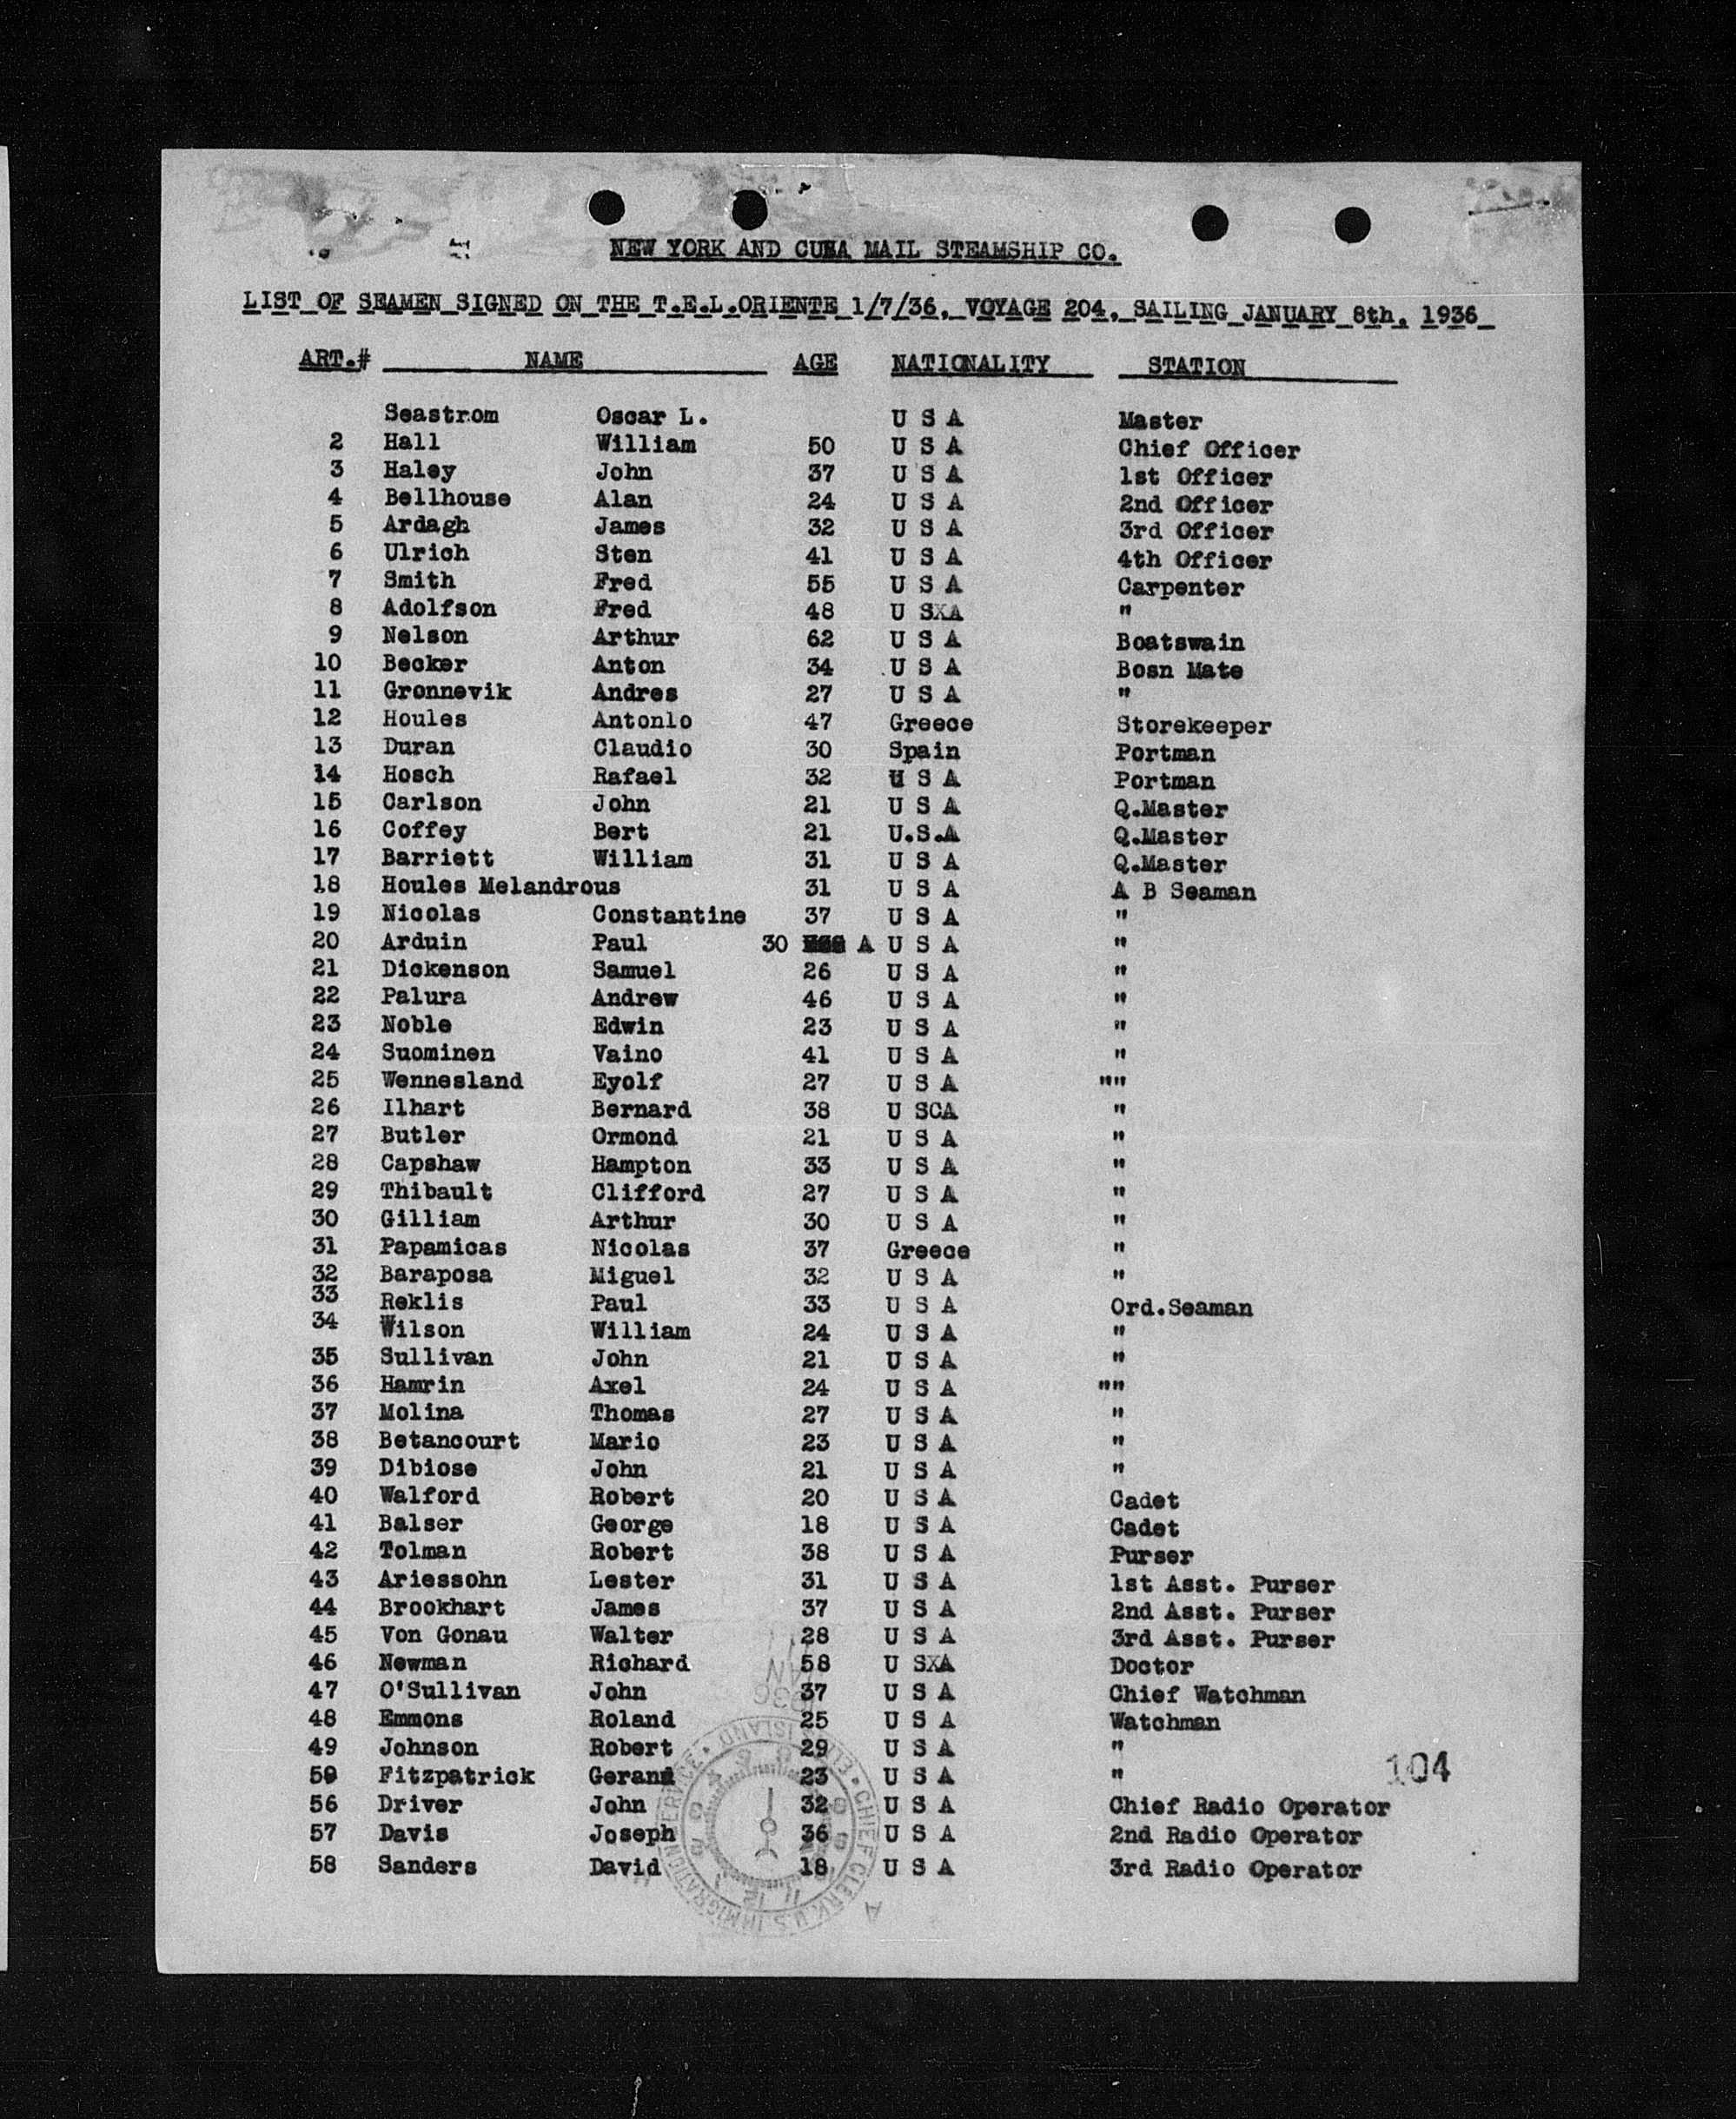 NEW YORK AND CUBA MAIL STEAMSHIP CO.
LIST OF SEAMEN SIGNED ON THE T.E.L.ORIENTE 1/7/36, VOYAGE 204, SAILING JANUARY 8th, 1936
ART.# NAME AGE NATIONALITY STATION
Seastrom Oscar L. U S A Master
2 Hall William 50 U S A Chief Officer
3 Haley John 37 U S A 1st Officer
4 Bellhouse Alan 24 U S A 2nd Officer
5 Ardagh James 32 U S A 3rd Officer
6 Ulrich Sten 41 U S A 4th Officer
7 Smith Fred 55 U S A Carpenter
8 Adolfson Fred 48 U SXA "
9 Nelson Arthur 62 U S A Boatswain
10 Becker Anton 34 U S A Bosn Mate
11 Gronnevik Andres 27 U S A "
12 Houles Antonio 47 Greece Storekeeper
13 Duran Claudio 30 Spain Portman
14 Hosch Rafael 32 U S A Portman
15 Carlson John 21 U S A Q.Master
16 Coffey Bert 21 U.S.A Q.Master
17 Barriett William 31 U S A Q.Master
18 Houles Melandrous 31 U S A A B Seaman
19 Nicolas Constantine 37 U S A "
20 Arduin Paul 30 A U S A "
21 Dickenson Samuel 26 U S A "
22 Palura Andrew 46 U S A "
23 Noble Edwin 23 U S A "
24 Suominen Vaino 41 U S A "
25 Wennesland Eyolf 27 U S A ""
26 Ilhart Bernard 38 U SCA "
27 Butler Ormond 21 U S A "
28 Capshaw Hampton 33 U S A "
29 Thibault Clifford 27 U S A "
30 Gilliam Arthur 30 U S A "
31 Papamicas Nicolas 37 Greece "
32 Baraposa Miguel 32 U S A "
33 Reklis Paul 33 U S A Ord.Seaman
34 Wilson William 24 U S A "
35 Sullivan John 21 U S A "
36 Hamrin Axel 24 U S A ""
37 Molina Thomas 27 U S A "
38 Betancourt Mario 23 U S A "
39 Dibiose John 21 U S A "
40 Walford Robert 20 U S A Cadet
41 Balser George 18 U S A Cadet
42 Tolman Robert 38 U S A Purser
43 Ariessohn Lester 31 U S A 1st Asst. Purser
44 Brookhart James 37 U S A 2nd Asst. Purser
45 Von Gonau Walter 28 U S A 3rd Asst. Purser
46 Newman Richard 58 U SXA Doctor
47 O'Sullivan John 37 U S A Chief Watchman
48 Emmons Roland 25 U S A Watchman
49 Johnson Robert 29 U S A "
50 Fitzpatrick Gerand 23 U S A "
104
56 Driver John 32 U S A Chief Radio Operator
57 Davis Joseph 36 U S A 2nd Radio Operator
58 Sanders David 18 U S A 3rd Radio Operator
JAN
1936
CHIEF CLERK U.S. IMMIGRATION SERVICE • ELLIS ISLAND •